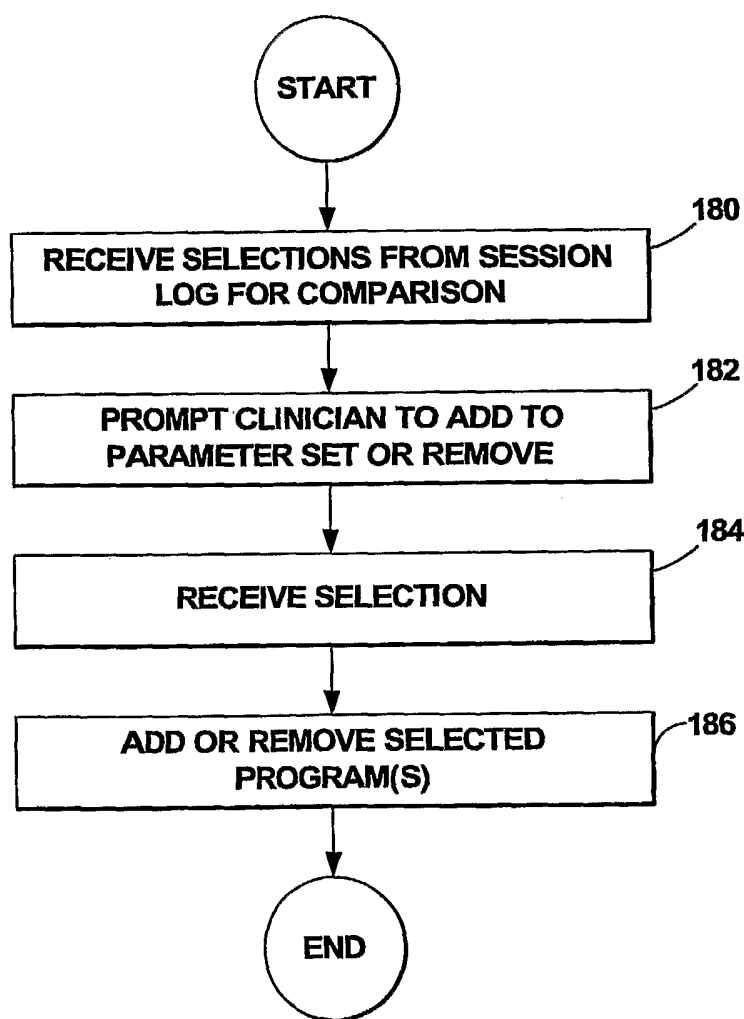 START
180
RECEIVE SELECTIONS FROM SESSION
LOG FOR COMPARISON
182
PROMPT CLINICIAN TO ADD TO
PARAMETER SET OR REMOVE
184
RECEIVE SELECTION
186
ADD OR REMOVE SELECTED
PROGRAM(S)
END